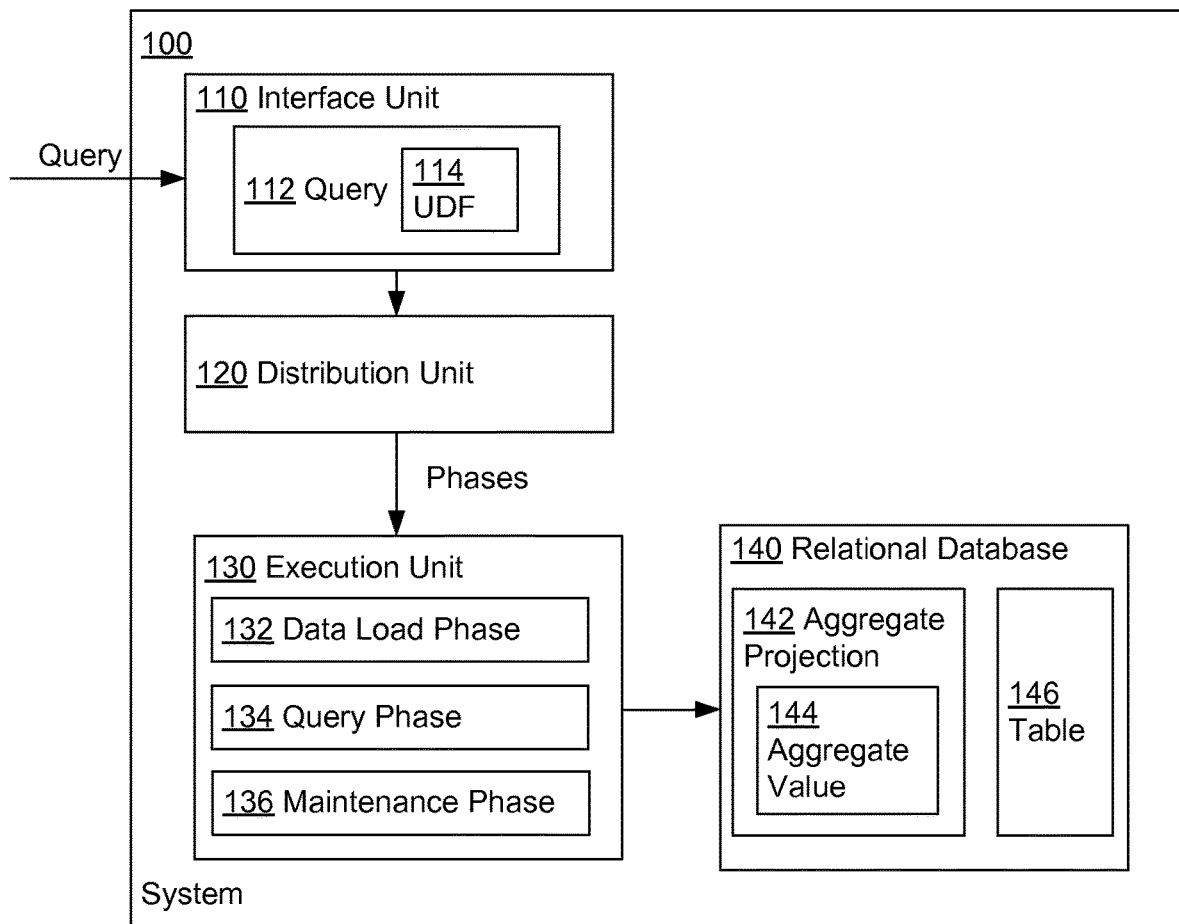 100
110 Interface Unit
Query
112 Query
114
UDF
120 Distribution Unit
Phases
130 Execution Unit
132 Data Load Phase
134 Query Phase
136 Maintenance Phase
140 Relational Database
142 Aggregate
Projection
144
Aggregate
Value
146
Table
System